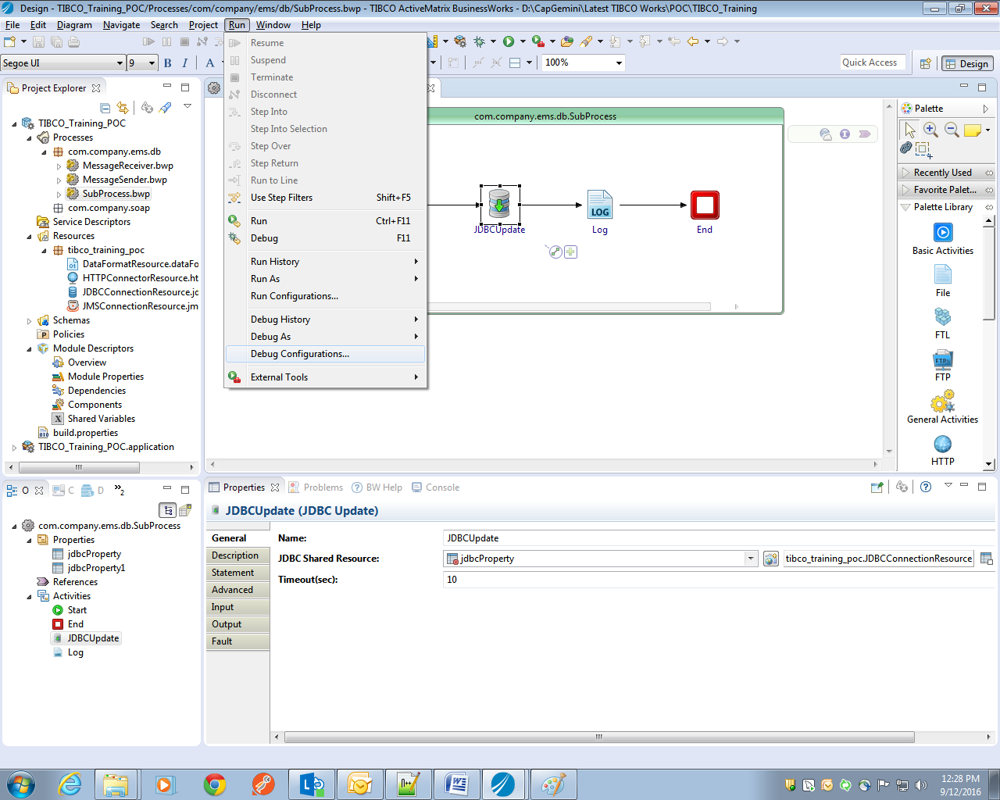 Design - TIBCO_Training_POC/Processes/com/company/ems/db/SubProcess.bwp - TIBCO ActiveMatrix BusinessWorks - D:\CapGemini\Latest TIBCO Works\POC\TIBCO_Training
File Edit Diagram Navigate Search Project Run Window Help
Segoe UI 9 B I A 100% Quick Access Design
Resume
Suspend
Terminate
Disconnect
Step Into
Step Into Selection
Step Over
Step Return
Run to Line
Use Step Filters Shift+F5
Run Ctrl+F11
Debug F11
Run History
Run As
Run Configurations...
Debug History
Debug As
Debug Configurations...
External Tools
Project Explorer
TIBCO_Training_POC
Processes
com.company.ems.db
MessageReceiver.bwp
MessageSender.bwp
SubProcess.bwp
com.company.soap
Service Descriptors
Resources
tibco_training_poc
DataFormatResource.dataFo
HTTPConnectorResource.ht
JDBCConnectionResource.jc
JMSConnectionResource.jm
Schemas
Policies
Module Descriptors
Overview
Module Properties
Dependencies
Components
Shared Variables
build.properties
TIBCO_Training_POC.application
com.company.ems.db.SubProcess
JDBCUpdate
LOG
Log
End
Palette
Recently Used
Favorite Palet...
Palette Library
Basic Activities
File
FTL
FTP
FTP
General Activities
HTTP
O C D »2
com.company.ems.db.SubProcess
Properties
jdbcProperty
jdbcProperty1
References
Activities
Start
End
JDBCUpdate
Log
Properties Problems BW Help Console
JDBCUpdate (JDBC Update)
General
Description
Statement
Advanced
Input
Output
Fault
Name: JDBCUpdate
JDBC Shared Resource: jdbcProperty tibco_training_poc.JDBCConnectionResource
Timeout(sec): 10
12:28 PM
9/12/2016